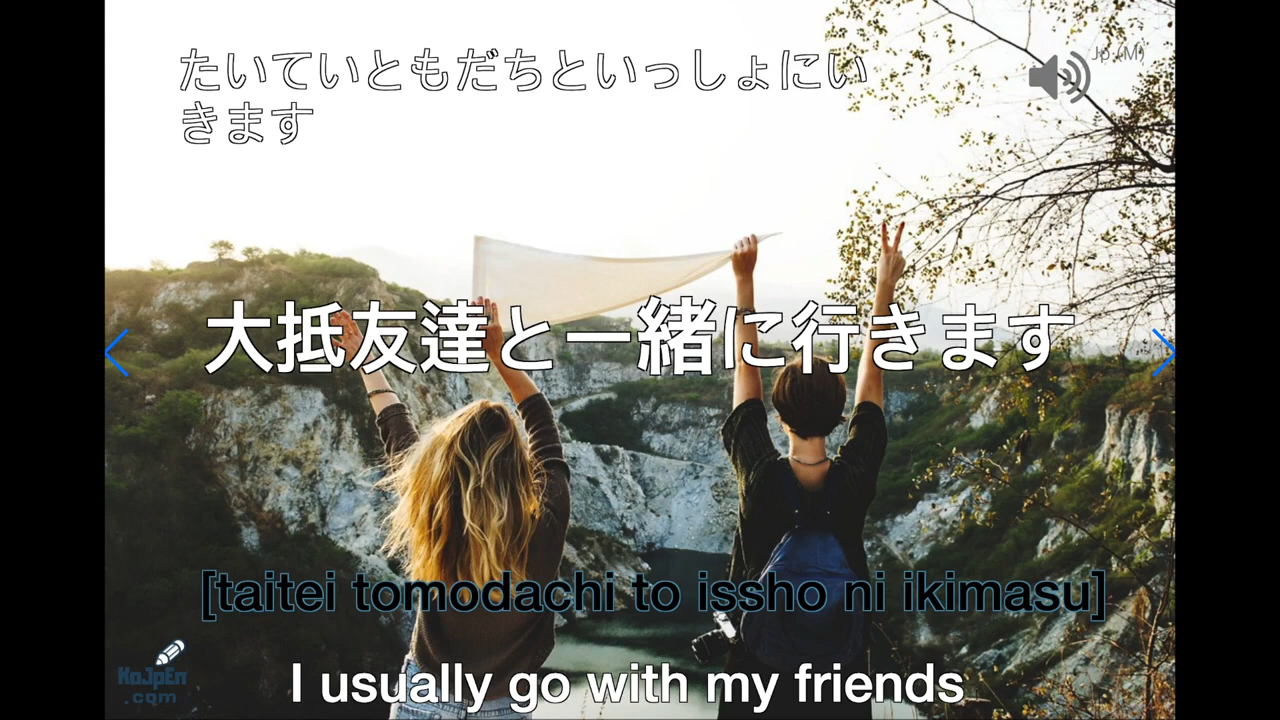 たいていともだちといっしょにい
きます
Jp.(M)
大抵友達と一緒に行きます
[taitei tomodachi to issho ni ikimasu]
KoJpEn
.com
I usually go with my friends